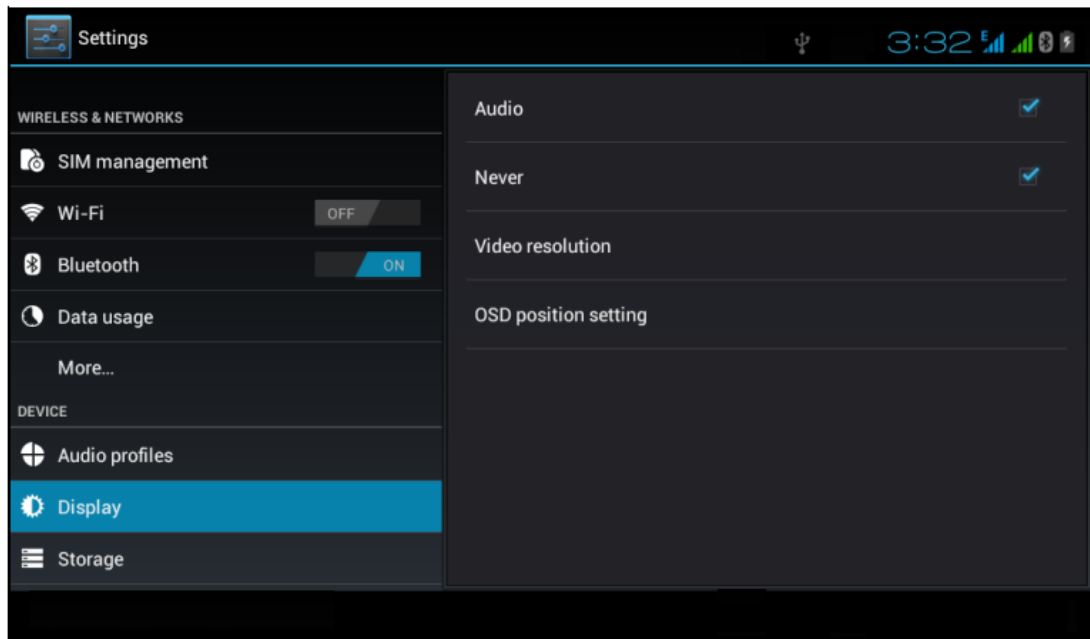 Settings
3:32 E
WIRELESS & NETWORKS
SIM management
Wi-Fi OFF
Bluetooth ON
Data usage
More...
DEVICE
Audio profiles
Display
Storage
Audio
Never
Video resolution
OSD position setting